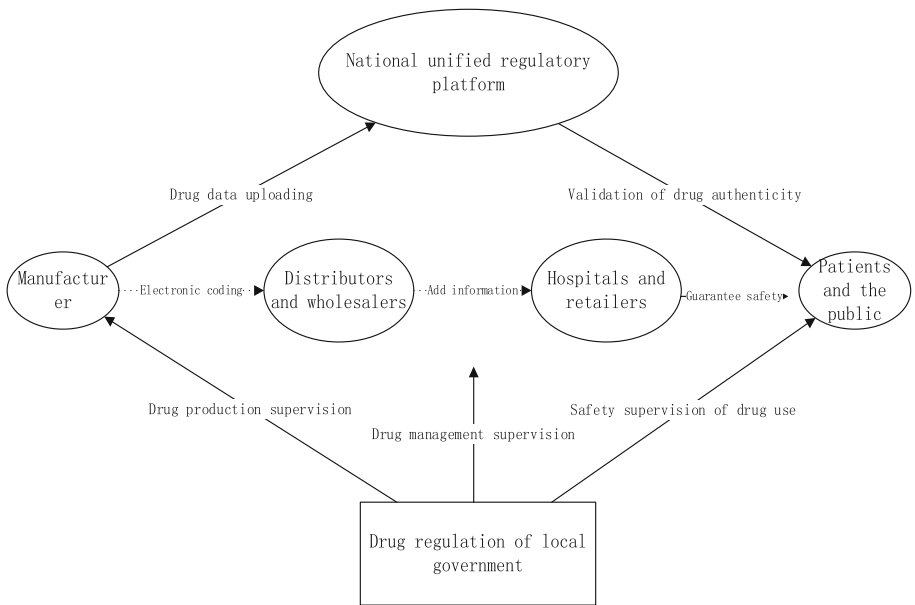 National unified regulatory
platform
Drug data uploading
Validation of drug authenticity
Manufactur
er
Electronic coding
Distributors
and wholesalers
Add information
Hospitals and
retailers
Guarantee safety
Patients
and the
public
Drug production supervision
Drug management supervision
Safety supervision of drug use
Drug regulation of local
government